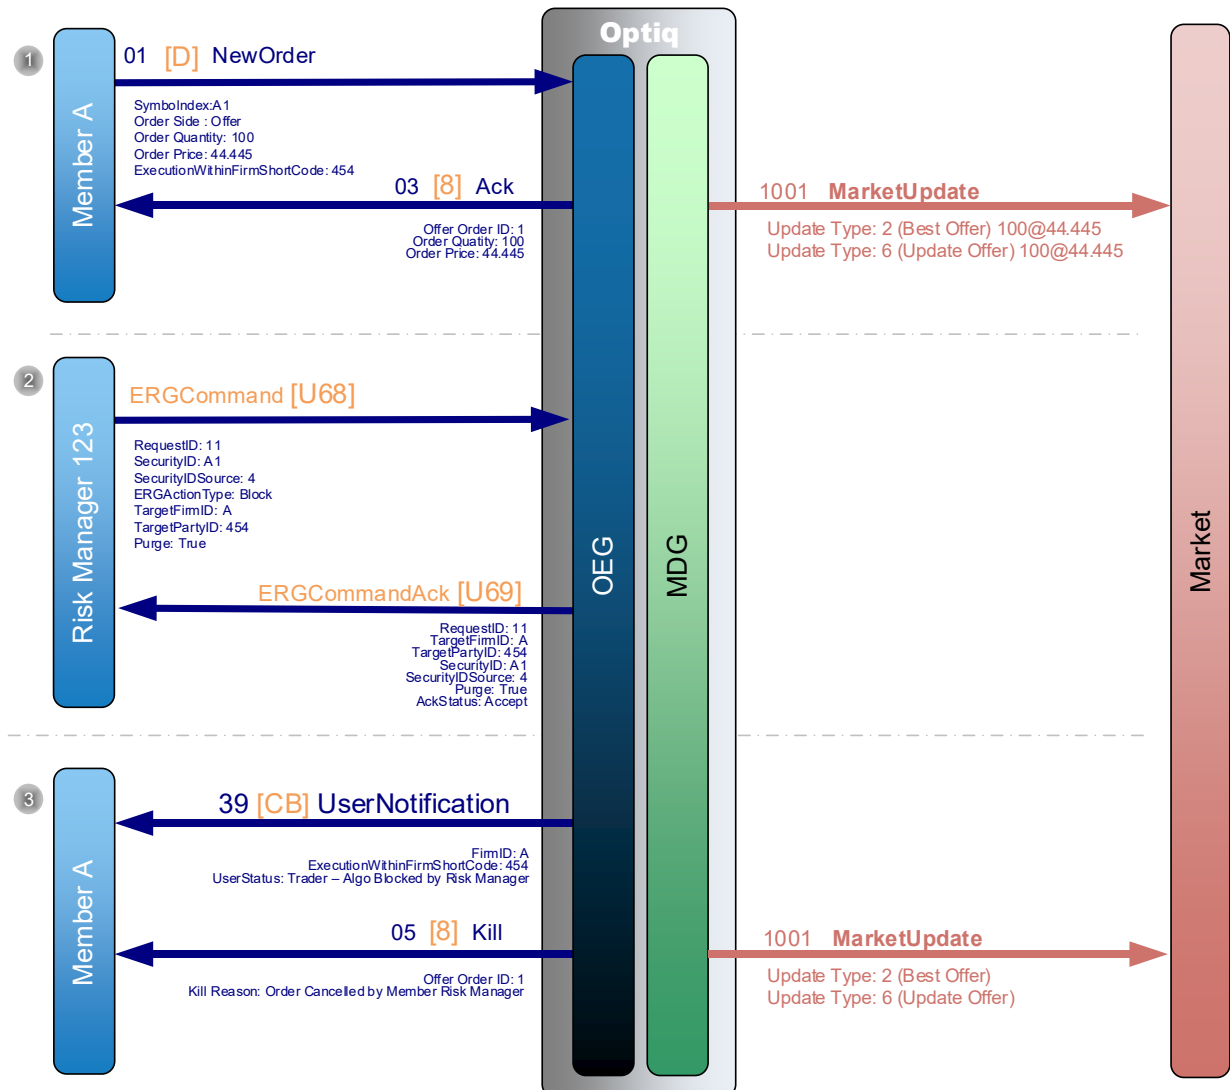 Optiq
1
Member A
01 [D] NewOrder
SymbolIndex:A1
Order Side : Offer
Order Quantity: 100
Order Price: 44.445
ExecutionWithinFirmShortCode: 454
03 [8] Ack
Offer Order ID: 1
Order Quatity: 100
Order Price: 44.445
1001 MarketUpdate
Update Type: 2 (Best Offer) 100@44.445
Update Type: 6 (Update Offer) 100@44.445
2
Risk Manager 123
ERGCommand [U68]
RequestID: 11
SecurityID: A1
SecurityIDSource: 4
ERGActionType: Block
TargetFirmID: A
TargetPartyID: 454
Purge: True
OEG
MDG
Market
ERGCommandAck [U69]
RequestID: 11
TargetFirmID: A
TargetPartyID: 454
SecurityID: A1
SecurityIDSource: 4
Purge: True
AckStatus: Accept
3
Member A
39 [CB] UserNotification
FirmID: A
ExecutionWithinFirmShortCode: 454
UserStatus: Trader – Algo Blocked by Risk Manager
05 [8] Kill
Offer Order ID: 1
Kill Reason: Order Cancelled by Member Risk Manager
1001 MarketUpdate
Update Type: 2 (Best Offer)
Update Type: 6 (Update Offer)